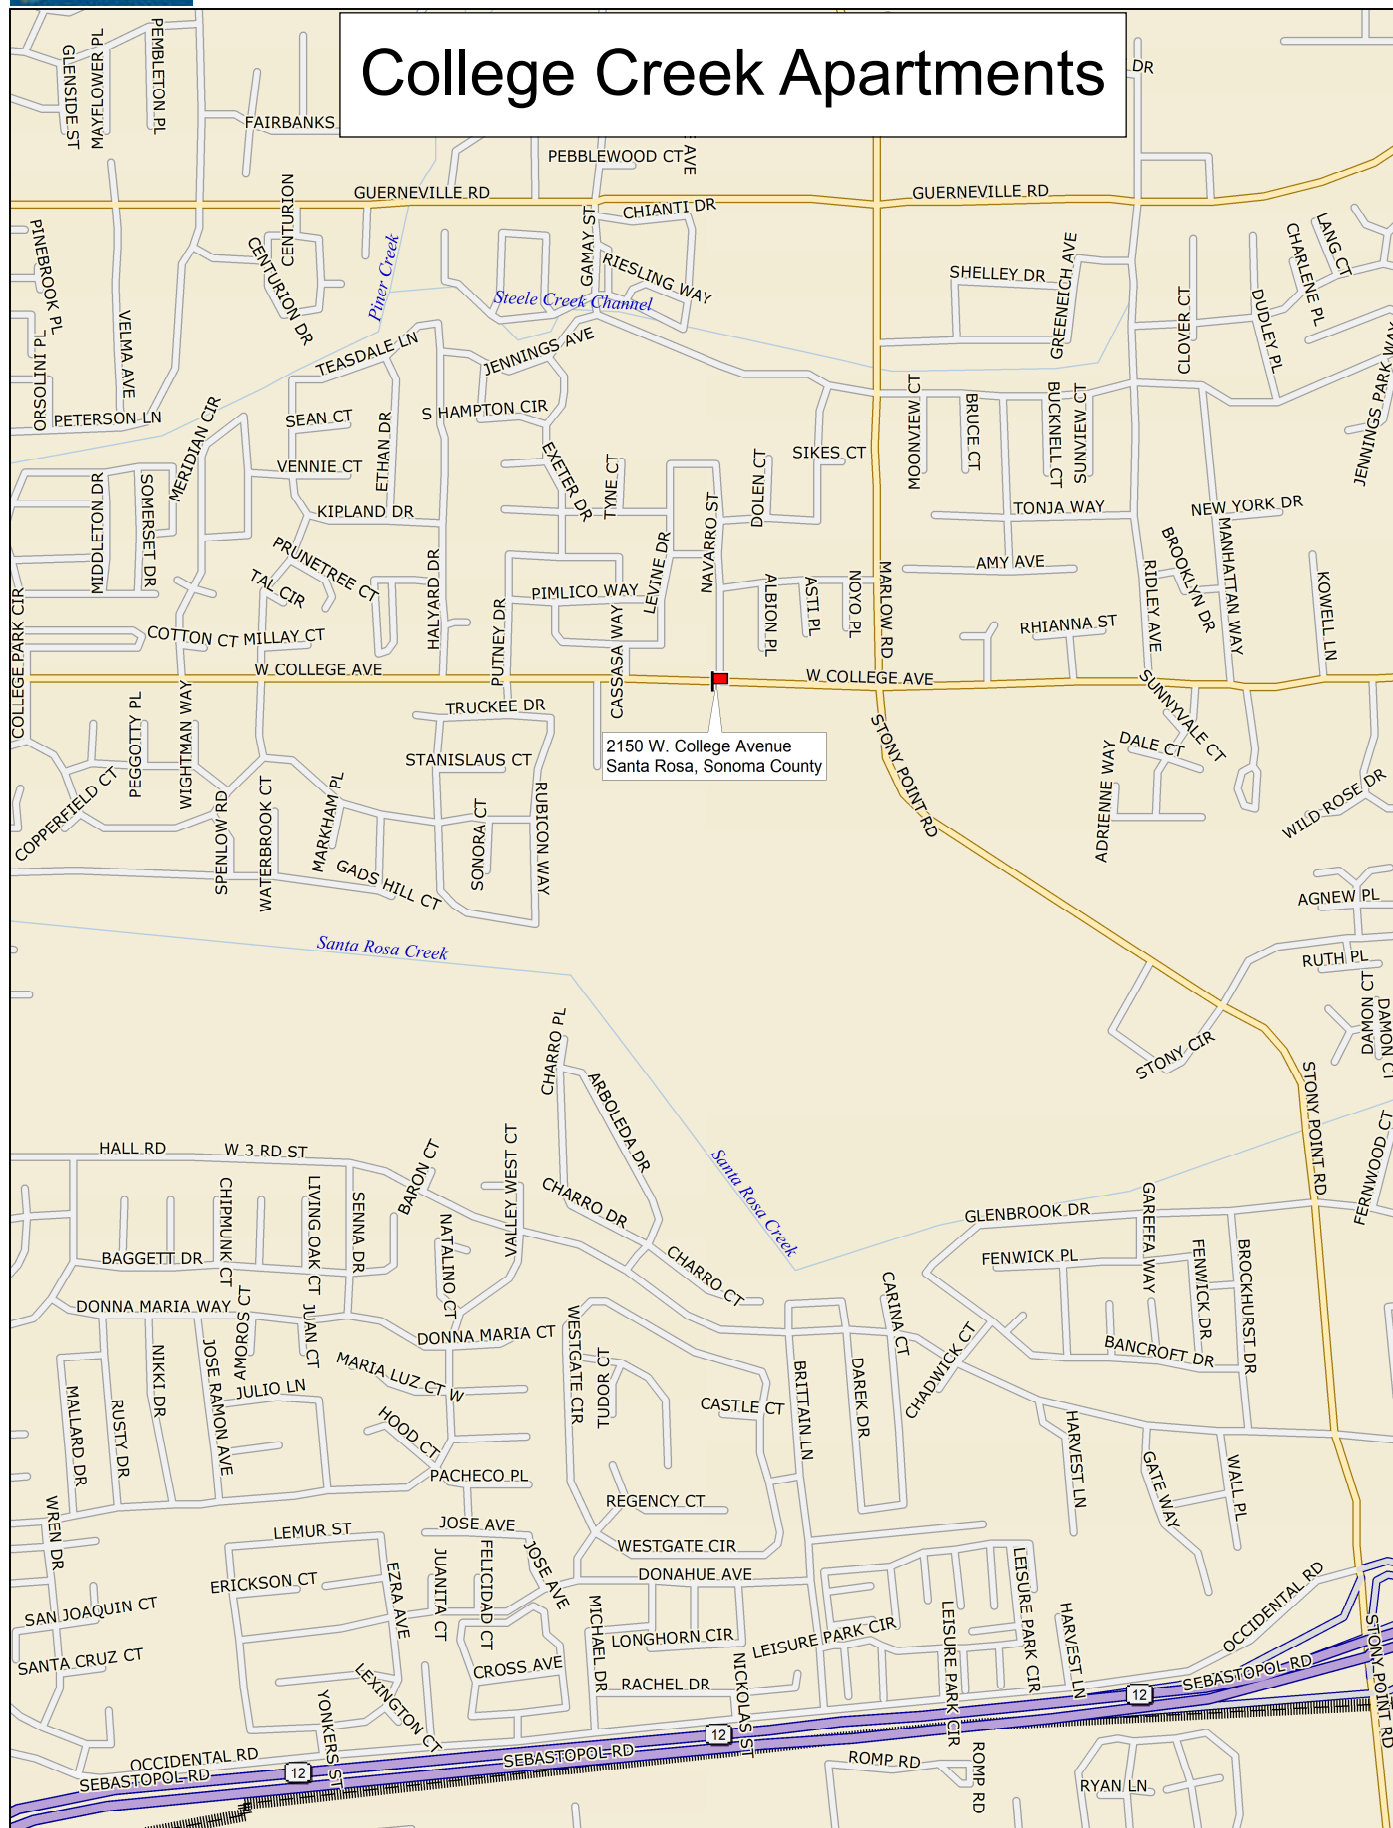 College Creek Apartments
GLENSIDE ST
MAYFLOWER PL
PEMBLETON PL
FAIRBANKS
PEBBLEWOOD CT
AVE
DR
GUERNEVILLE RD
GUERNEVILLE RD
CHIANTI DR
PINEBROOK PL
CENTURION
CENTURION DR
Piner Creek
GAMAY ST
RIESLING WAY
Steele Creek Channel
SHELLEY DR
GREENEICH AVE
CHARLENE PL
LANG CT
CLOVER CT
DUDLEY PL
ORSOLINI PL
VELMA AVE
TEASDALE LN
JENNINGS AVE
JENNINGS PARK WAY
PETERSON LN
MERIDIAN CIR
SEAN CT
ETHAN DR
S HAMPTON CIR
MOONVIEW CT
BRUCE CT
BUCKNELL CT
SUNVIEW CT
VENNIE CT
EXETER DR
TYNE CT
DOLEN CT
SIKES CT
MIDDLETON DR
SOMERSET DR
KIPLAND DR
NAVARRO ST
TONJA WAY
NEW YORK DR
PRUNETREE CT
TAL CIR
HALYARD DR
LEVINE DR
AMY AVE
BROOKLYN DR
MANHATTAN WAY
RIDLEY AVE
KOWELL LN
PIMLICO WAY
ALBION PL
ASTI PL
NOYO PL
MARLOW RD
COLLEGE PARK CIR
COTTON CT
MILLAY CT
PUTNEY DR
CASSASA WAY
RHIANNA ST
W COLLEGE AVE
W COLLEGE AVE
PEGGOTTY PL
WIGHTMAN WAY
TRUCKEE DR
STONY POINT RD
SUNNYVALE CT
DALE CT
2150 W. College Avenue
Santa Rosa, Sonoma County
STANISLAUS CT
ADRIENNE WAY
WILD ROSE DR
COPPERFIELD CT
SPENLOW RD
WATERBROOK CT
MARKHAM PL
SONORA CT
RUBICON WAY
GADS HILL CT
AGNEW PL
Santa Rosa Creek
RUTH PL
DAMON CT
DAMON CT
STONY CIR
CHARRO PL
ARBOLEDA DR
STONY POINT RD
FERNWOOD CT
HALL RD
W 3 RD ST
BARON CT
VALLEY WEST CT
Santa Rosa Creek
CHARRO DR
CHIPMUNK CT
LIVING OAK CT
SENNA DR
NATALINO CT
GLENBROOK DR
GAREFFA WAY
BAGGETT DR
CHARRO CT
FENWICK PL
FENWICK DR
BROCKHURST DR
DONNA MARIA WAY
AMOROS CT
JUAN CT
DONNA MARIA CT
WESTGATE CIR
CARINA CT
CHADWICK CT
BANCROFT DR
NIKKI DR
JOSE RAMON AVE
MARIA LUZ CT W
TUDOR CT
BRITTAIN LN
DAREK DR
MALLARD DR
RUSTY DR
JULIO LN
HOOD CT
CASTLE CT
HARVEST LN
GATE WAY
WALL PL
PACHECO PL
REGENCY CT
WREN DR
LEMUR ST
JOSE AVE
JOSE AVE
WESTGATE CIR
ERICKSON CT
EZRA AVE
JUANITA CT
FELICIDAD CT
DONAHUE AVE
MICHAEL DR
LEISURE PARK CIR
OCCIDENTAL RD
SAN JOAQUIN CT
LONGHORN CIR
LEISURE PARK CIR
LEISURE PARK CIR
HARVEST LN
STONY POINT RD
SANTA CRUZ CT
LEXINGTON CT
CROSS AVE
RACHEL DR
NICKOLAS ST
SEBASTOPOL RD
12
YONKERS ST
12
OCCIDENTAL RD
SEBASTOPOL RD
12
SEBASTOPOL RD
ROMP RD
ROMP RD
RYAN LN